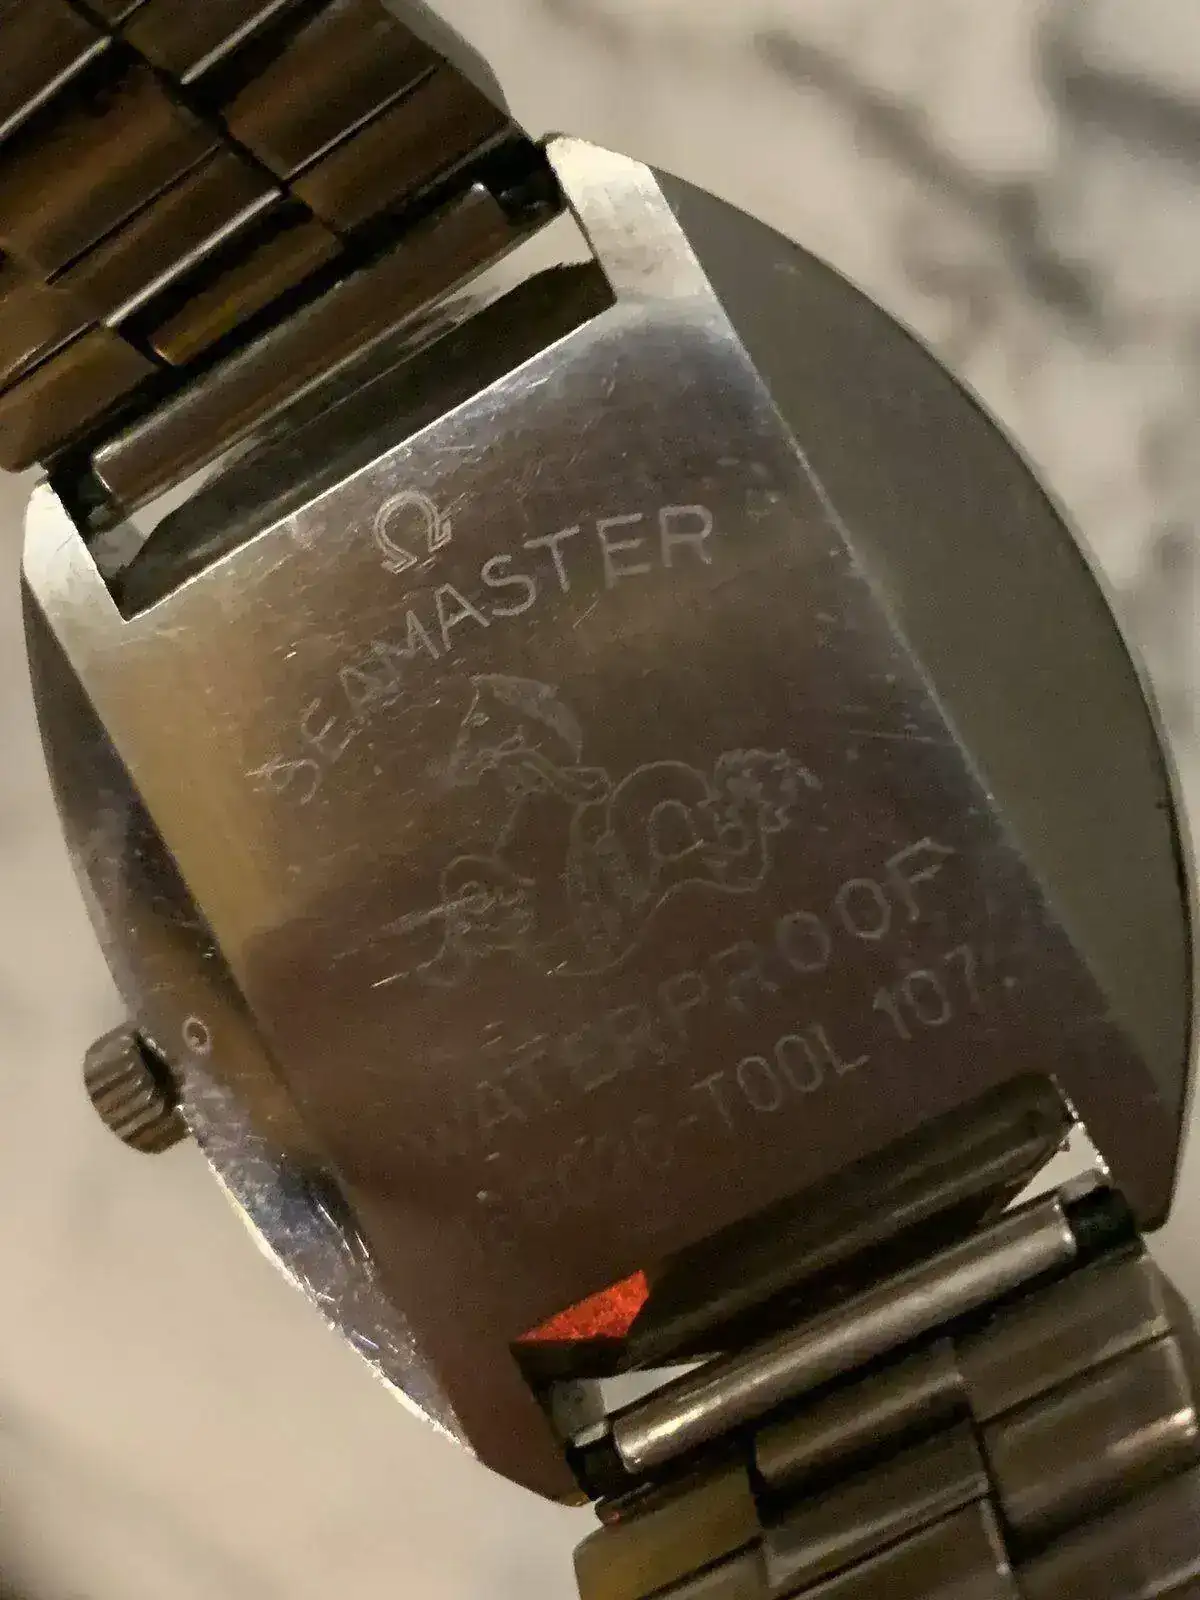 Ω
SEAMASTER
WATERPROOF
-TOOL 107.